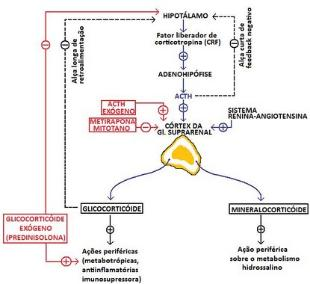 HIPOTÁLAMO
Fator liberador de
corticotropina (CRF)
Alça longa de
retroalimentação
Alça curta de
feedback negativo
ADENOHIPÓFISE
ACTH
ACTH
EXÓGENO
METIRAPONA
MITOTANO
CÓRTEX DA
Gl. SUPRARENAL
SISTEMA
RENINA-ANGIOTENSINA
GLICOCORTICÓIDE
MINERALOCORTICÓIDE
GLICOCORTICÓIDE
EXÓGENO
(PREDINISOLONA)
Ações periféricas
(metabotrópicas,
antiinflamatórias
imunosupressora)
Ação periférica
sobre o metabolismo
hidrossalino